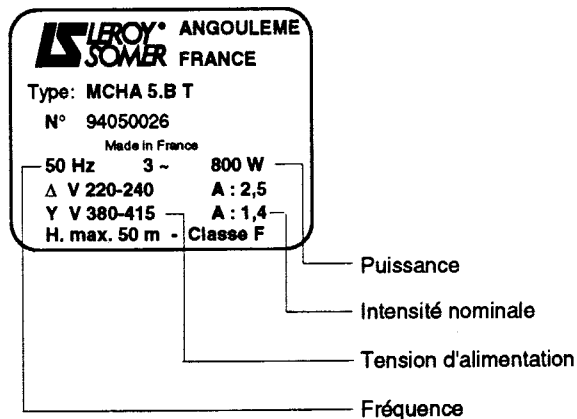 LS LEROY® ANGOULEME
SOMER FRANCE
Type: MCHA 5.B T
N° 94050026
Made in France
50 Hz 3 ~ 800 W
Δ V 220-240 A : 2,5
Y V 380-415 A : 1,4
H. max. 50 m - Classe F
Puissance
Intensité nominale
Tension d'alimentation
Fréquence